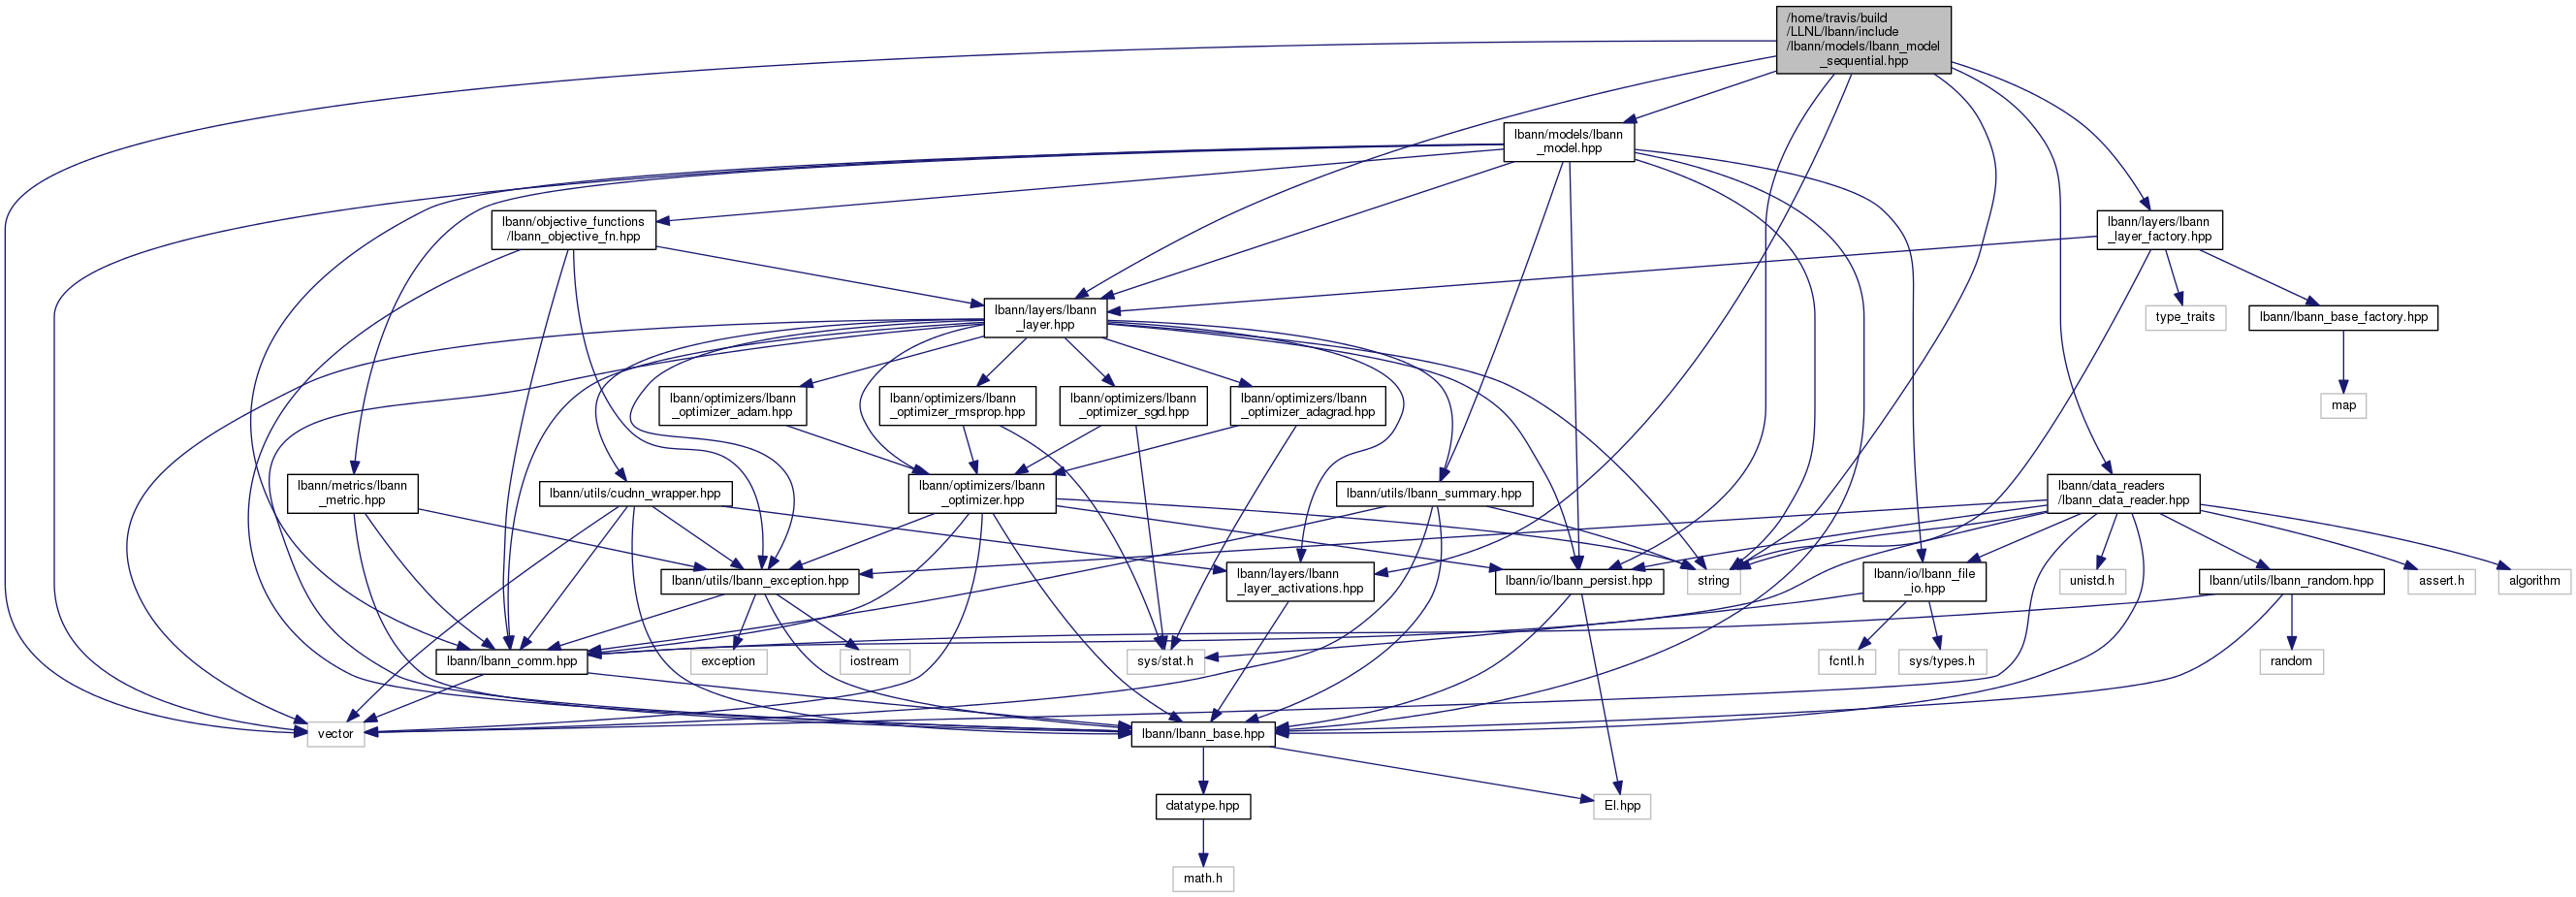 /home/travis/build
/LLNL/lbann/include
/lbann/models/lbann_model
_sequential.hpp
lbann/models/lbann
_model.hpp
lbann/objective_functions
/lbann_objective_fn.hpp
lbann/layers/lbann
_layer_factory.hpp
lbann/layers/lbann
_layer.hpp
type_traits
lbann/lbann_base_factory.hpp
lbann/optimizers/lbann
_optimizer_adam.hpp
lbann/optimizers/lbann
_optimizer_rmsprop.hpp
lbann/optimizers/lbann
_optimizer_sgd.hpp
lbann/optimizers/lbann
_optimizer_adagrad.hpp
map
lbann/metrics/lbann
_metric.hpp
lbann/utils/cudnn_wrapper.hpp
lbann/optimizers/lbann
_optimizer.hpp
lbann/utils/lbann_summary.hpp
lbann/data_readers
/lbann_data_reader.hpp
lbann/utils/lbann_exception.hpp
lbann/layers/lbann
_layer_activations.hpp
lbann/io/lbann_persist.hpp
string
lbann/io/lbann_file
_io.hpp
unistd.h
lbann/utils/lbann_random.hpp
assert.h
algorithm
lbann/lbann_comm.hpp
exception
iostream
sys/stat.h
fcntl.h
sys/types.h
random
vector
lbann/lbann_base.hpp
datatype.hpp
El.hpp
math.h